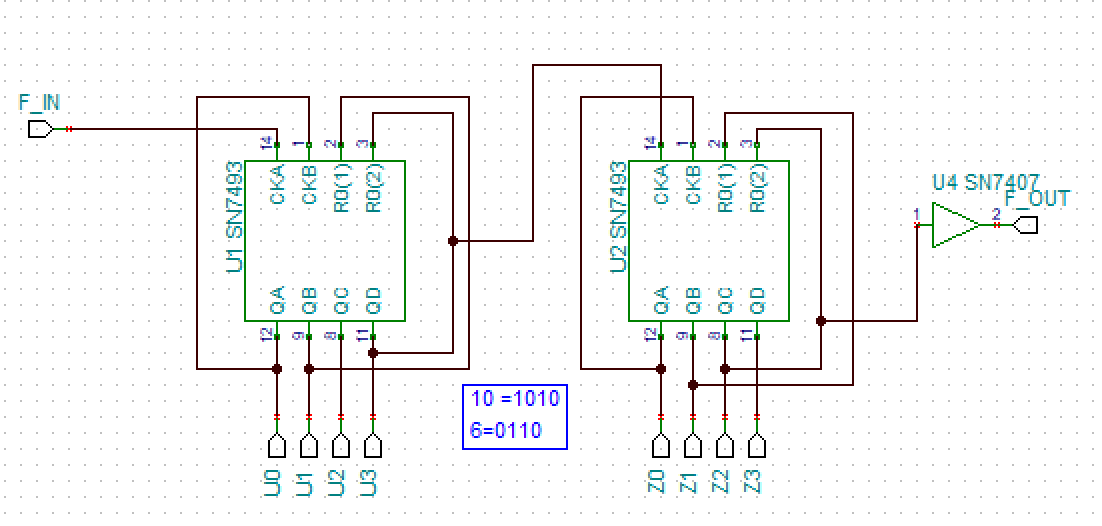 F_IN
14
1
2
3
CKA
CKB
R0(1)
R0(2)
U1 SN7493
QA
QB
QC
QD
12
9
8
11
U0
U1
U2
U3
10 =1010
6=0110
14
1
2
3
CKA
CKB
R0(1)
R0(2)
U2 SN7493
QA
QB
QC
QD
12
9
8
11
Z0
Z1
Z2
Z3
U4 SN7407
F_OUT
1
2